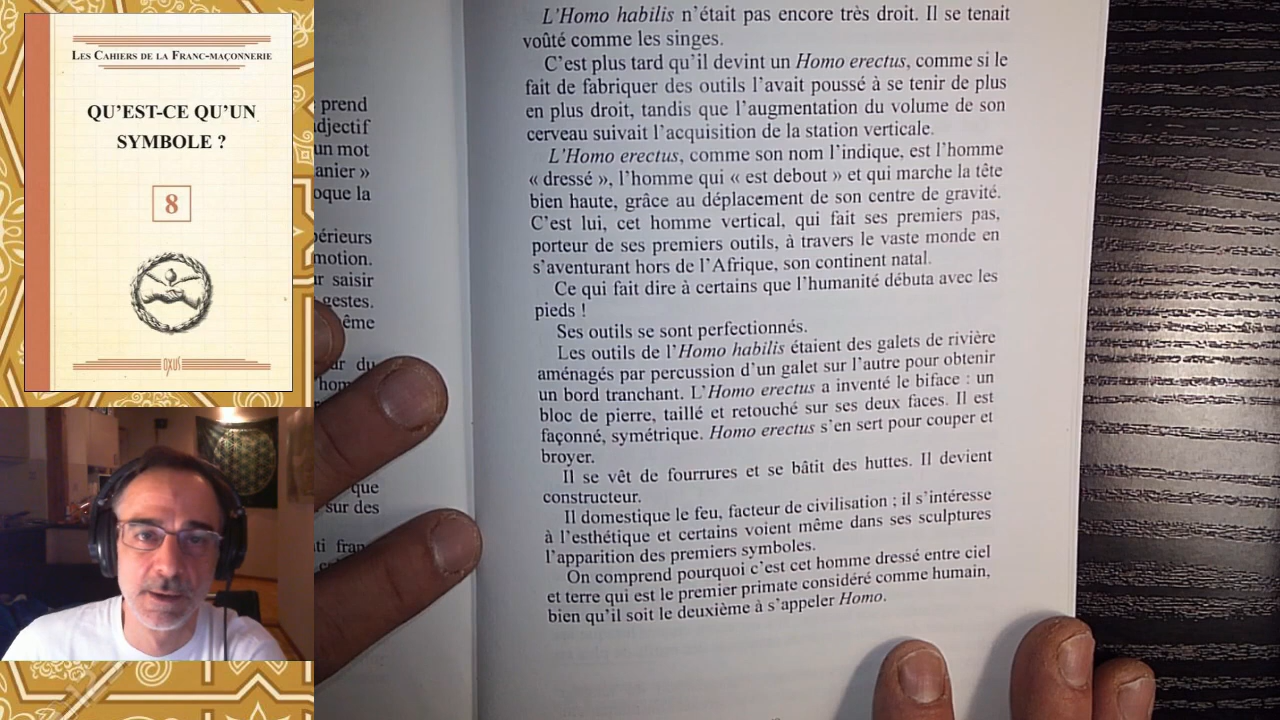 LES CAHIERS DE LA FRANC-MAÇONNERIE
QU'EST-CE QU'UN
SYMBOLE ?
8
OXUS
prend
adjectif
un mot
anier »
oque la
périeurs
motion.
r saisir
gestes.
ême
ar du
que
sur des
L'Homo habilis n'était pas encore très droit. Il se tenait
voûté comme les singes.
C'est plus tard qu'il devint un Homo erectus, comme si le
fait de fabriquer des outils l'avait poussé à se tenir de plus
en plus droit, tandis que l'augmentation du volume de son
cerveau suivait l'acquisition de la station verticale.
L'Homo erectus, comme son nom l'indique, est l'homme
« dressé », l'homme qui « est debout » et qui marche la tête
bien haute, grâce au déplacement de son centre de gravité.
C'est lui, cet homme vertical, qui fait ses premiers pas,
porteur de ses premiers outils, à travers le vaste monde en
s'aventurant hors de l'Afrique, son continent natal.
Ce qui fait dire à certains que l'humanité débuta avec les
pieds !
Ses outils se sont perfectionnés.
Les outils de l'Homo habilis étaient des galets de rivière
aménagés par percussion d'un galet sur l'autre pour obtenir
un bord tranchant. L'Homo erectus a inventé le biface : un
bloc de pierre, taillé et retouché sur ses deux faces. Il est
façonné, symétrique. Homo erectus s'en sert pour couper et
broyer.
Il se vêt de fourrures et se bâtit des huttes. Il devient
constructeur.
Il domestique le feu, facteur de civilisation ; il s'intéresse
à l'esthétique et certains voient même dans ses sculptures
l'apparition des premiers symboles.
On comprend pourquoi c'est cet homme dressé entre ciel
et terre qui est le premier primate considéré comme humain,
bien qu'il soit le deuxième à s'appeler Homo.